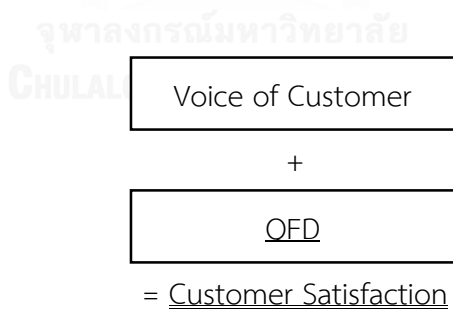 จุฬาลงกรณ์มหาวิทยาลัย
CHULAL
Voice of Customer
+
QFD
= Customer Satisfaction